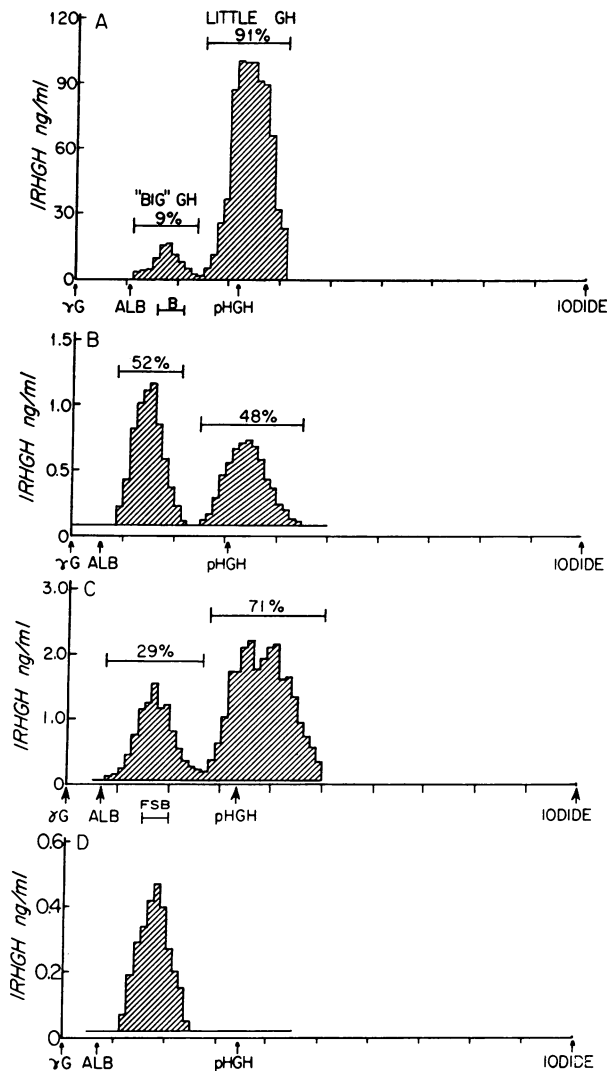 A
LITTLE GH
91%
"BIG" GH
9%
IRHGH ng/ml
120
90
60
30
0
γG ALB B pHGH IODIDE
B
52%
48%
IRHGH ng/ml
1.5
1.0
0.5
0
γG ALB pHGH IODIDE
C
71%
29%
IRHGH ng/ml
3.0
2.0
1.0
0
γG ALB FSB pHGH IODIDE
D
IRHGH ng/ml
0.6
0.4
0.2
0
γG ALB pHGH IODIDE